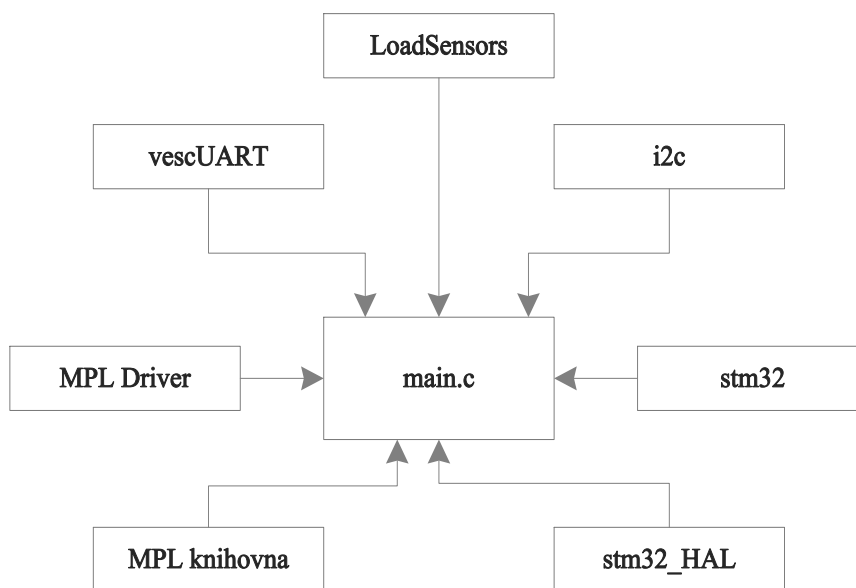 LoadSensors
vescUART
i2c
MPL Driver
main.c
stm32
MPL knihovna
stm32_HAL